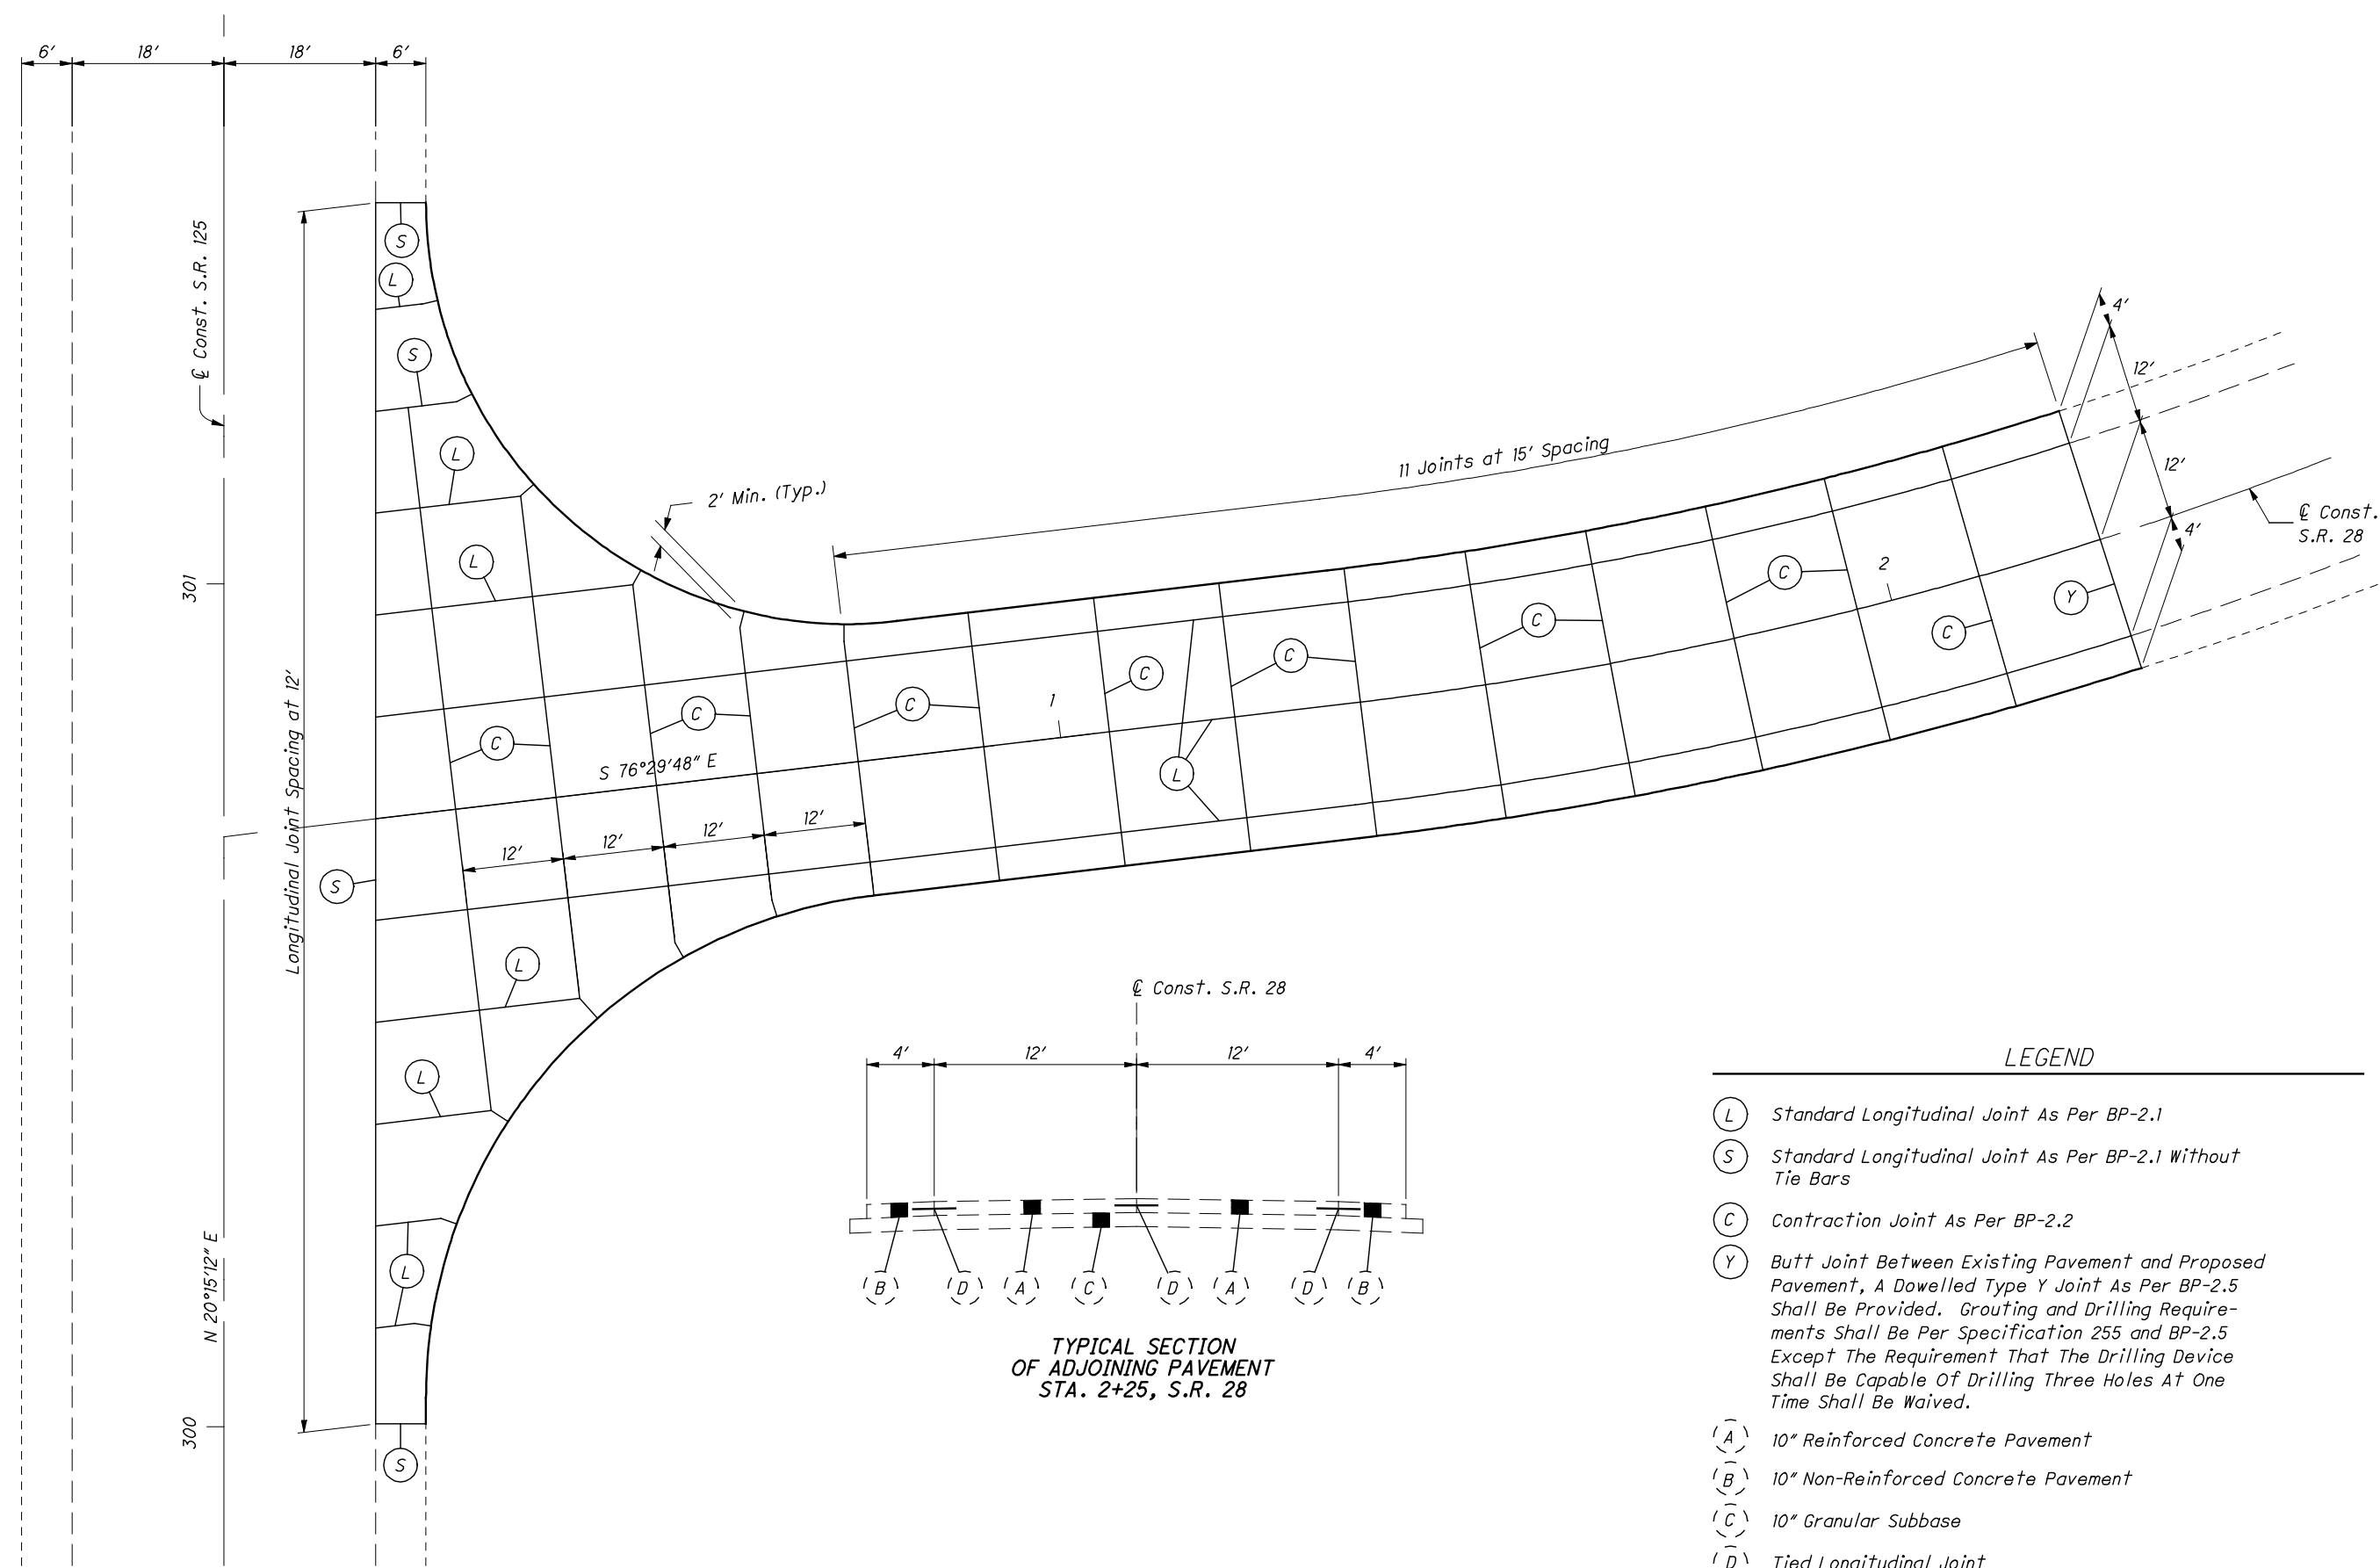 6'
18'
18'
6'
℄ Const. S.R. 125
301
300
N 20°15'12" E
Longitudinal Joint Spacing at 12'
S
L
S
L
L
C
S
L
L
L
S
2' Min. (Typ.)
11 Joints at 15' Spacing
S 76°29'48" E
12'
12'
12'
12'
C
C
1
C
L
C
C
C
2
C
Y
4'
12'
12'
4'
℄ Const.
S.R. 28
℄ Const. S.R. 28
4'
12'
12'
4'
B
D
A
C
D
A
D
B
TYPICAL SECTION
OF ADJOINING PAVEMENT
STA. 2+25, S.R. 28
LEGEND
L Standard Longitudinal Joint As Per BP-2.1
S Standard Longitudinal Joint As Per BP-2.1 Without
Tie Bars
C Contraction Joint As Per BP-2.2
Y Butt Joint Between Existing Pavement and Proposed
Pavement, A Dowelled Type Y Joint As Per BP-2.5
Shall Be Provided. Grouting and Drilling Require-
ments Shall Be Per Specification 255 and BP-2.5
Except The Requirement That The Drilling Device
Shall Be Capable Of Drilling Three Holes At One
Time Shall Be Waived.
A 10" Reinforced Concrete Pavement
B 10" Non-Reinforced Concrete Pavement
C 10" Granular Subbase
D Tied Longitudinal Joint